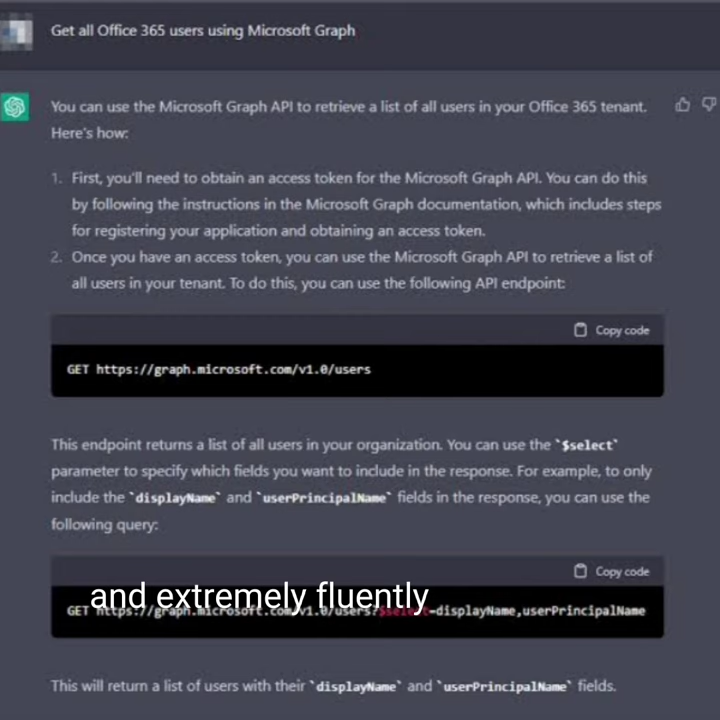 Get all Office 365 users using Microsoft Graph
You can use the Microsoft Graph API to retrieve a list of all users in your Office 365 tenant.
Here's how:
1. First, you'll need to obtain an access token for the Microsoft Graph API. You can do this
by following the instructions in the Microsoft Graph documentation, which includes steps
for registering your application and obtaining an access token.
2. Once you have an access token, you can use the Microsoft Graph API to retrieve a list of
all users in your tenant. To do this, you can use the following API endpoint:
Copy code
GET https://graph.microsoft.com/v1.0/users
This endpoint returns a list of all users in your organization. You can use the `$select`
parameter to specify which fields you want to include in the response. For example, to only
include the `displayName` and `userPrincipalName` fields in the response, you can use the
following query:
Copy code
and extremely fluently
GET https://graph.microsoft.com/v1.0/users?$select=displayName,userPrincipalName
This will return a list of users with their `displayName` and `userPrincipalName` fields.